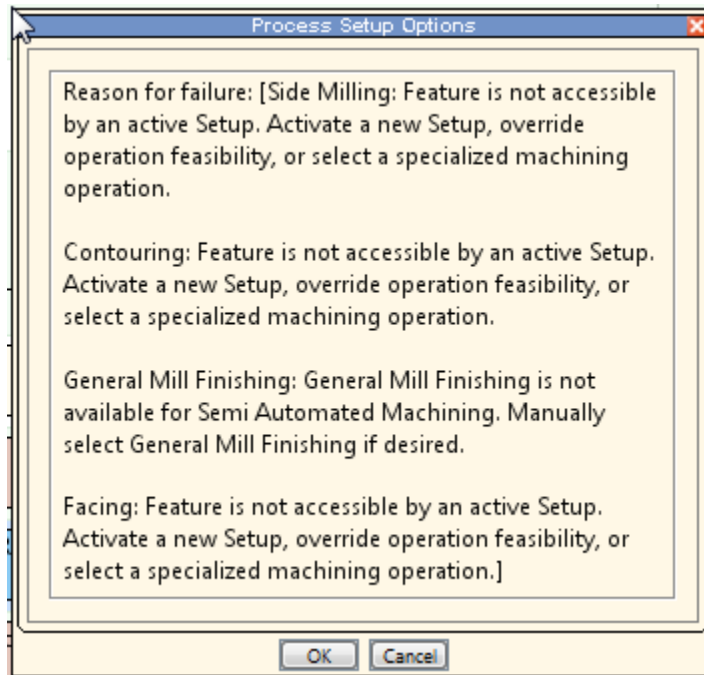 Process Setup Options
Reason for failure: [Side Milling: Feature is not accessible
by an active Setup. Activate a new Setup, override
operation feasibility, or select a specialized machining
operation.
Contouring: Feature is not accessible by an active Setup.
Activate a new Setup, override operation feasibility, or
select a specialized machining operation.
General Mill Finishing: General Mill Finishing is not
available for Semi Automated Machining. Manually
select General Mill Finishing if desired.
Facing: Feature is not accessible by an active Setup.
Activate a new Setup, override operation feasibility, or
select a specialized machining operation.]
OK Cancel